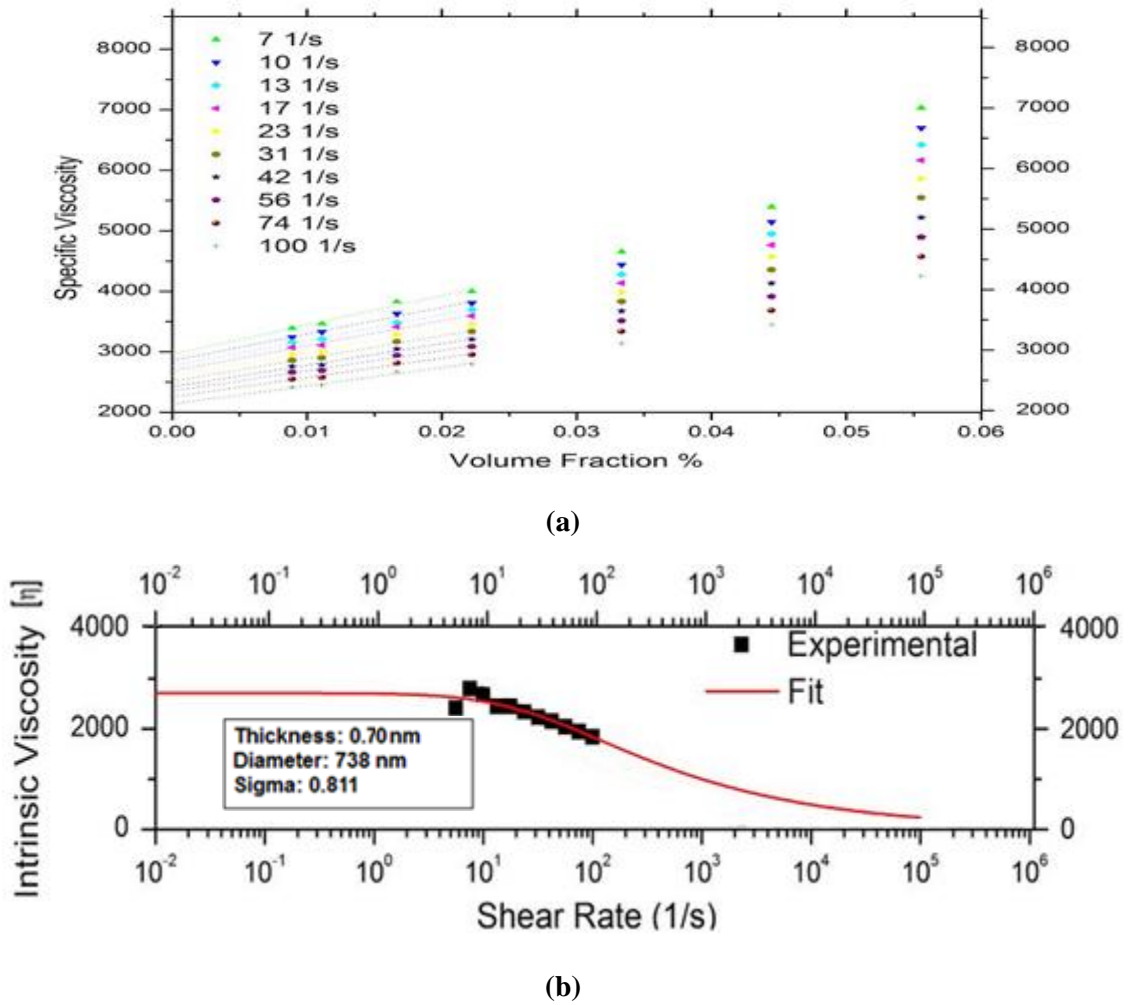 8000
7000
6000
5000
4000
3000
2000
Specific Viscosity
7 1/s
10 1/s
13 1/s
17 1/s
23 1/s
31 1/s
42 1/s
56 1/s
74 1/s
100 1/s
8000
7000
6000
5000
4000
3000
2000
0.00 0.01 0.02 0.03 0.04 0.05 0.06
Volume Fraction %
(a)
10⁻² 10⁻¹ 10⁰ 10¹ 10² 10³ 10⁴ 10⁵ 10⁶
Intrinsic Viscosity [η]
4000
2000
0
Experimental
Fit
Thickness: 0.70 nm
Diameter: 738 nm
Sigma: 0.811
4000
2000
0
10⁻² 10⁻¹ 10⁰ 10¹ 10² 10³ 10⁴ 10⁵ 10⁶
Shear Rate (1/s)
(b)